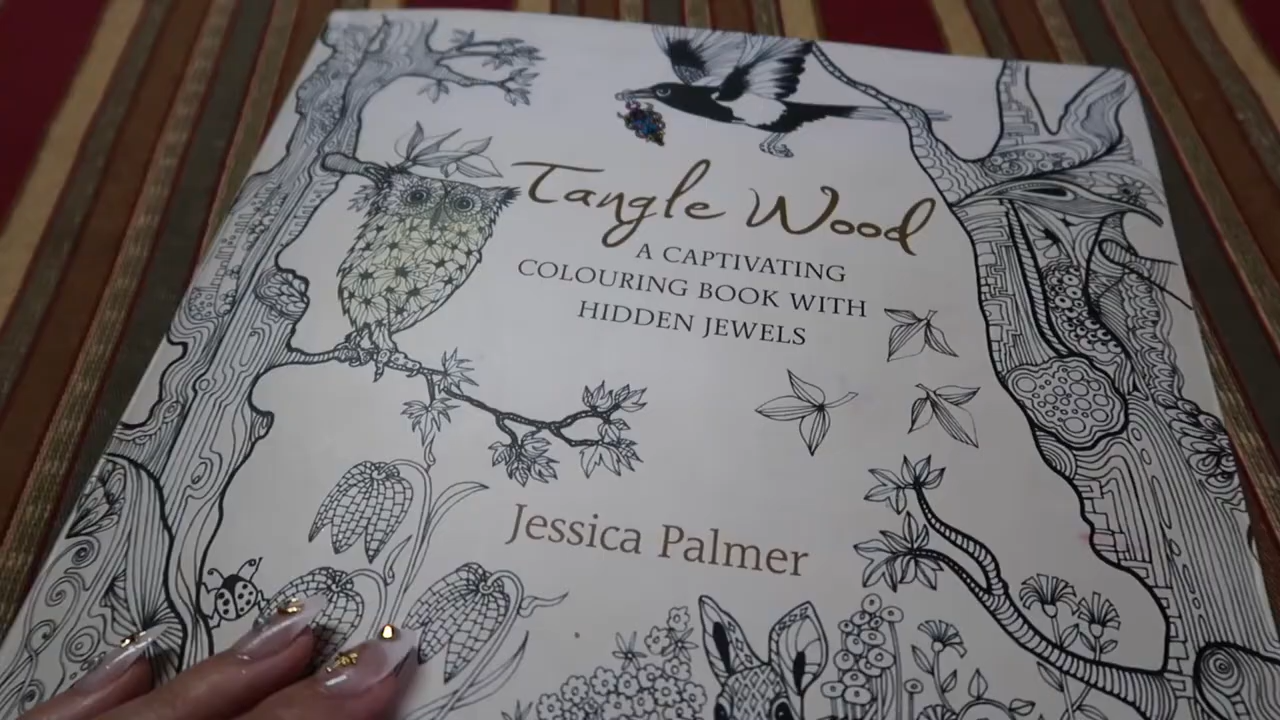 Tangle Wood
A CAPTIVATING
COLOURING BOOK WITH
HIDDEN JEWELS
Jessica Palmer